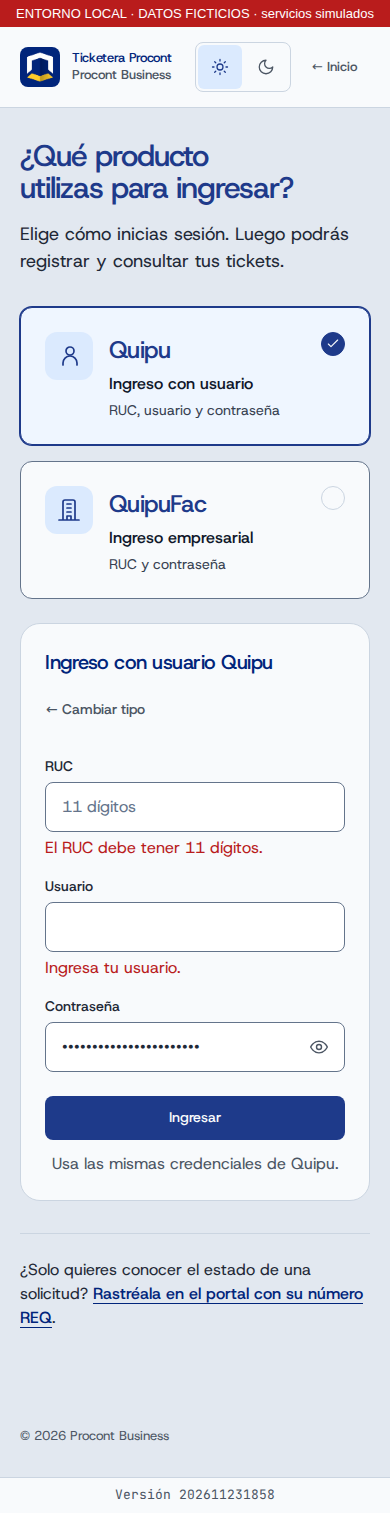 ENTORNO LOCAL · DATOS FICTICIOS · servicios simulados
Ticketera Procont
Procont Business
← Inicio
¿Qué producto
utilizas para ingresar?
Elige cómo inicias sesión. Luego podrás
registrar y consultar tus tickets.
Quipu
Ingreso con usuario
RUC, usuario y contraseña
QuipuFac
Ingreso empresarial
RUC y contraseña
Ingreso con usuario Quipu
← Cambiar tipo
RUC
11 dígitos
El RUC debe tener 11 dígitos.
Usuario
Ingresa tu usuario.
Contraseña
•••••••••••••••••••••••
Ingresar
Usa las mismas credenciales de Quipu.
¿Solo quieres conocer el estado de una
solicitud? Rastréala en el portal con su número
REQ.
© 2026 Procont Business
Versión 202611231858